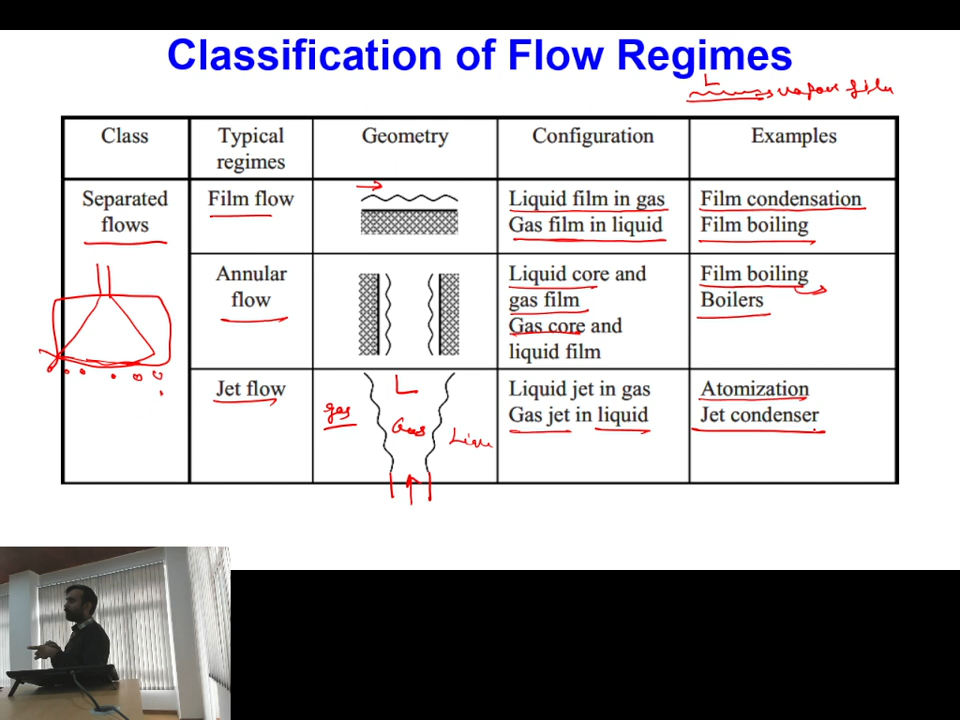 Classification of Flow Regimes
L
vapour film
Class
Typical regimes
Geometry
Configuration
Examples
Separated flows
Film flow
Liquid film in gas
Gas film in liquid
Film condensation
Film boiling
Annular flow
Liquid core and
gas film
Gas core and
liquid film
Film boiling
Boilers
Jet flow
L
gas
Gas
Liquid jet in gas
Gas jet in liquid
Atomization
Jet condenser